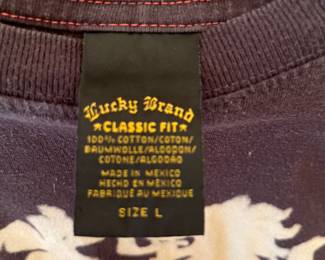 Lucky Brand
★CLASSIC FIT★
100% COTTON/COTON/
BAUMWOLLE/ALGODON/
COTONE/ALGODÃO
MADE IN MEXICO
HECHO EN MÉXICO
FABRIQUÉ AU MEXIQUE
SIZE L